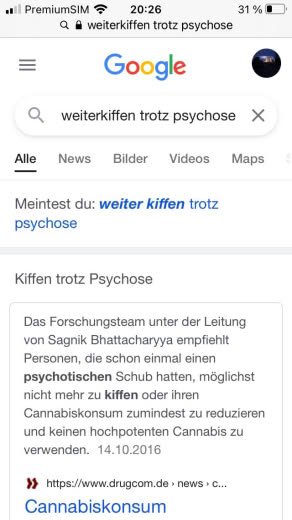 PremiumSIM 20:26 31 %
weiterkiffen trotz psychose
Google
weiterkiffen trotz psychose
Alle News Bilder Videos Maps
Meintest du: weiter kiffen trotz
psychose
Kiffen trotz Psychose
Das Forschungsteam unter der Leitung
von Sagnik Bhattacharyya empfiehlt
Personen, die schon einmal einen
psychotischen Schub hatten, möglichst
nicht mehr zu kiffen oder ihren
Cannabiskonsum zumindest zu reduzieren
und keinen hochpotenten Cannabis zu
verwenden. 14.10.2016
https://www.drugcom.de › news › c...
Cannabiskonsum